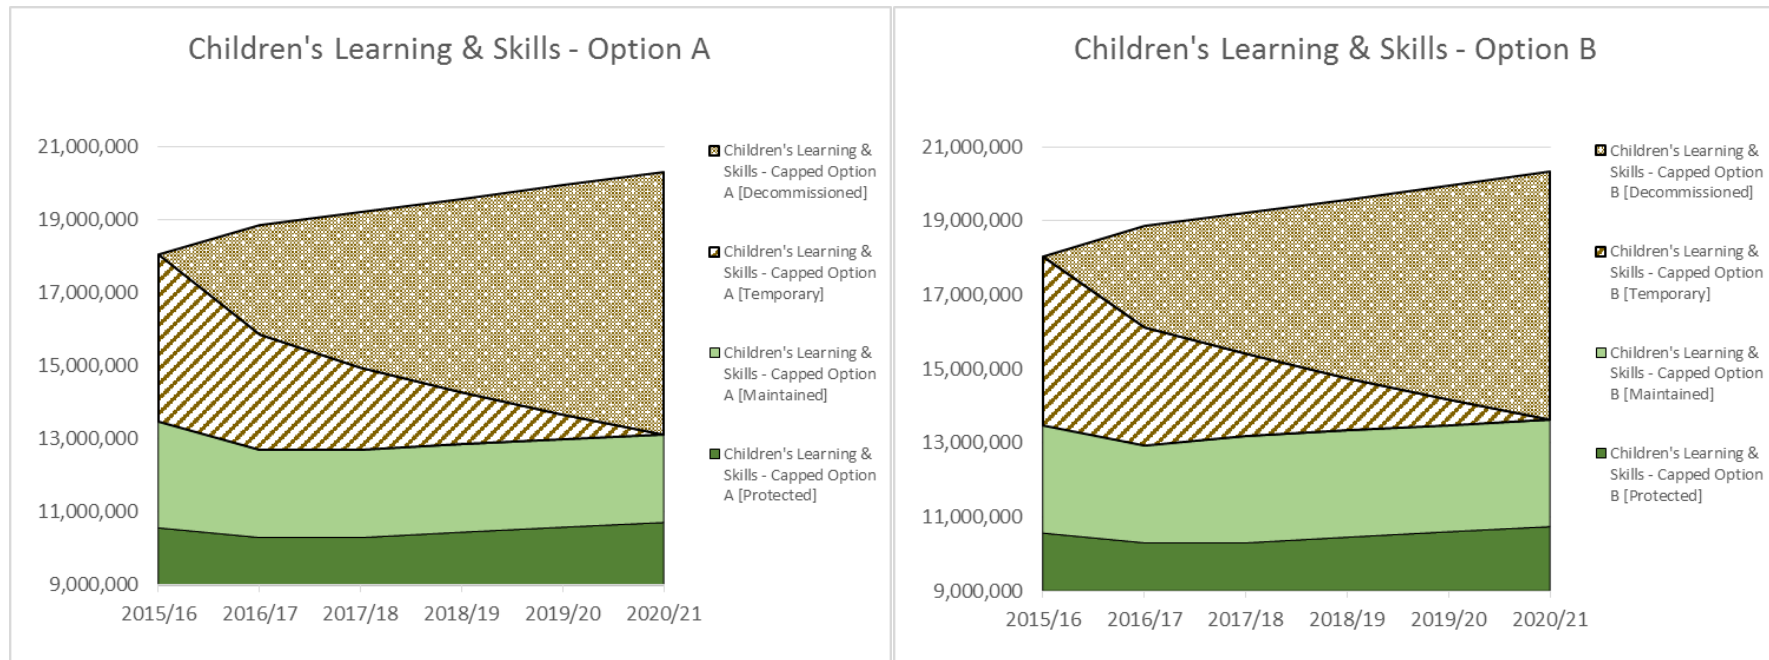 Children's Learning & Skills - Option A
21,000,000
19,000,000
17,000,000
15,000,000
13,000,000
11,000,000
9,000,000
2015/16
2016/17
2017/18
2018/19
2019/20
2020/21
Children's Learning &
Skills - Capped Option
A [Decommissioned]
Children's Learning &
Skills - Capped Option
A [Temporary]
Children's Learning &
Skills - Capped Option
A [Maintained]
Children's Learning &
Skills - Capped Option
A [Protected]
Children's Learning & Skills - Option B
21,000,000
19,000,000
17,000,000
15,000,000
13,000,000
11,000,000
9,000,000
2015/16
2016/17
2017/18
2018/19
2019/20
2020/21
Children's Learning &
Skills - Capped Option
B [Decommissioned]
Children's Learning &
Skills - Capped Option
B [Temporary]
Children's Learning &
Skills - Capped Option
B [Maintained]
Children's Learning &
Skills - Capped Option
B [Protected]